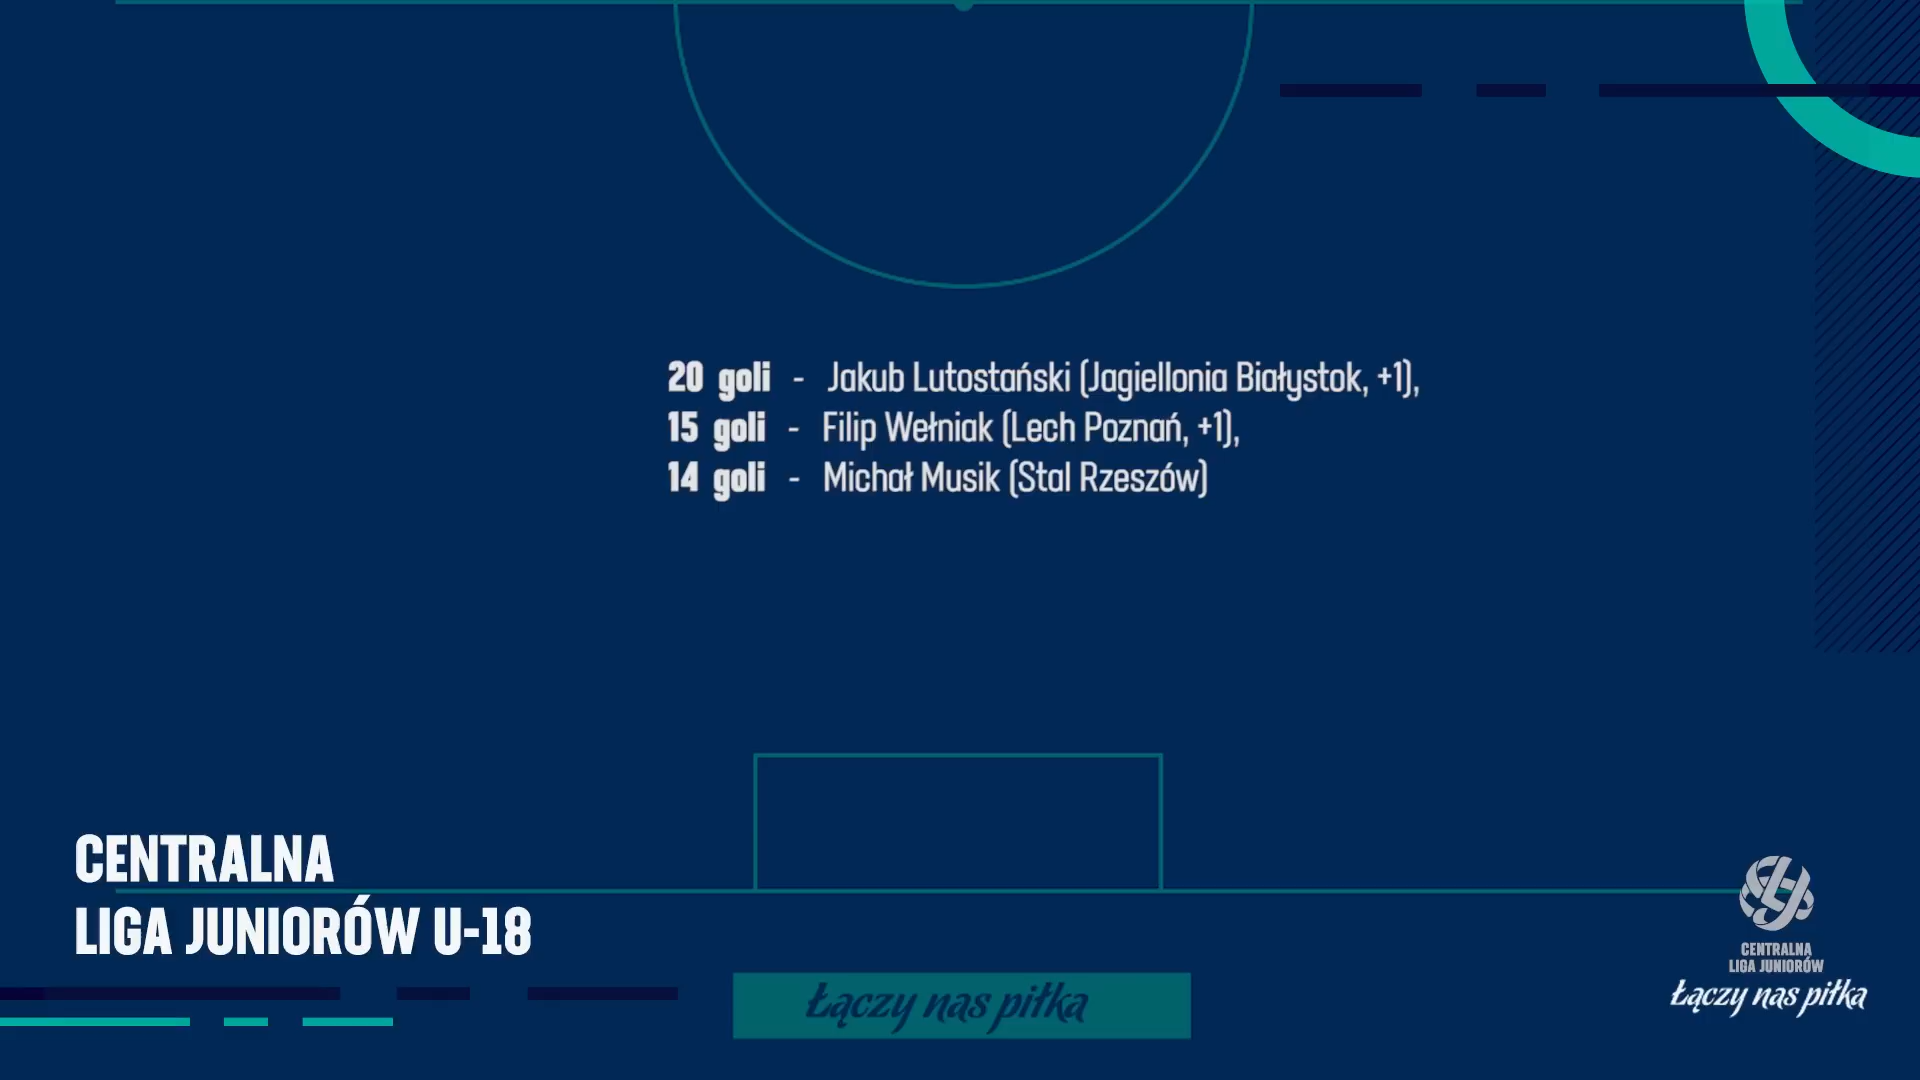 20 goli - Jakub Lutostański (Jagiellonia Białystok, +1),
15 goli - Filip Wełniak (Lech Poznań, +1),
14 goli - Michał Musik (Stal Rzeszów)
CENTRALNA
LIGA JUNIORÓW U-18
CENTRALNA
LIGA JUNIORÓW
Łączy nas piłka
Łączy nas piłka